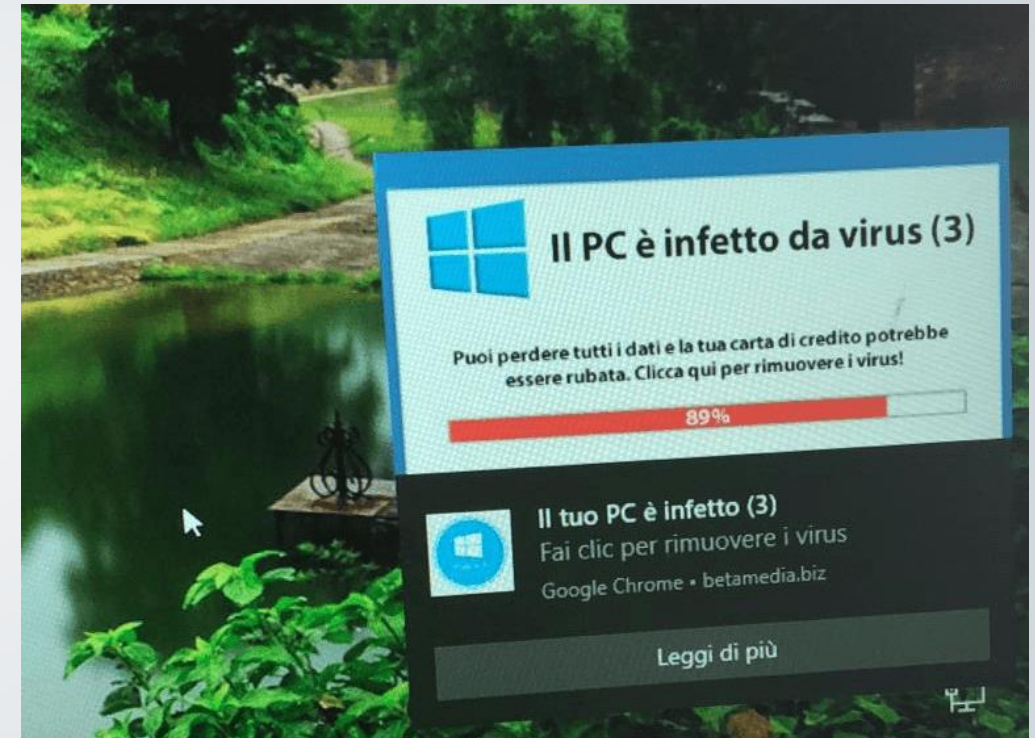 Il PC è infetto da virus (3)
Puoi perdere tutti i dati e la tua carta di credito potrebbe
essere rubata. Clicca qui per rimuovere i virus!
89%
Il tuo PC è infetto (3)
Fai clic per rimuovere i virus
Google Chrome • betamedia.biz
Leggi di più